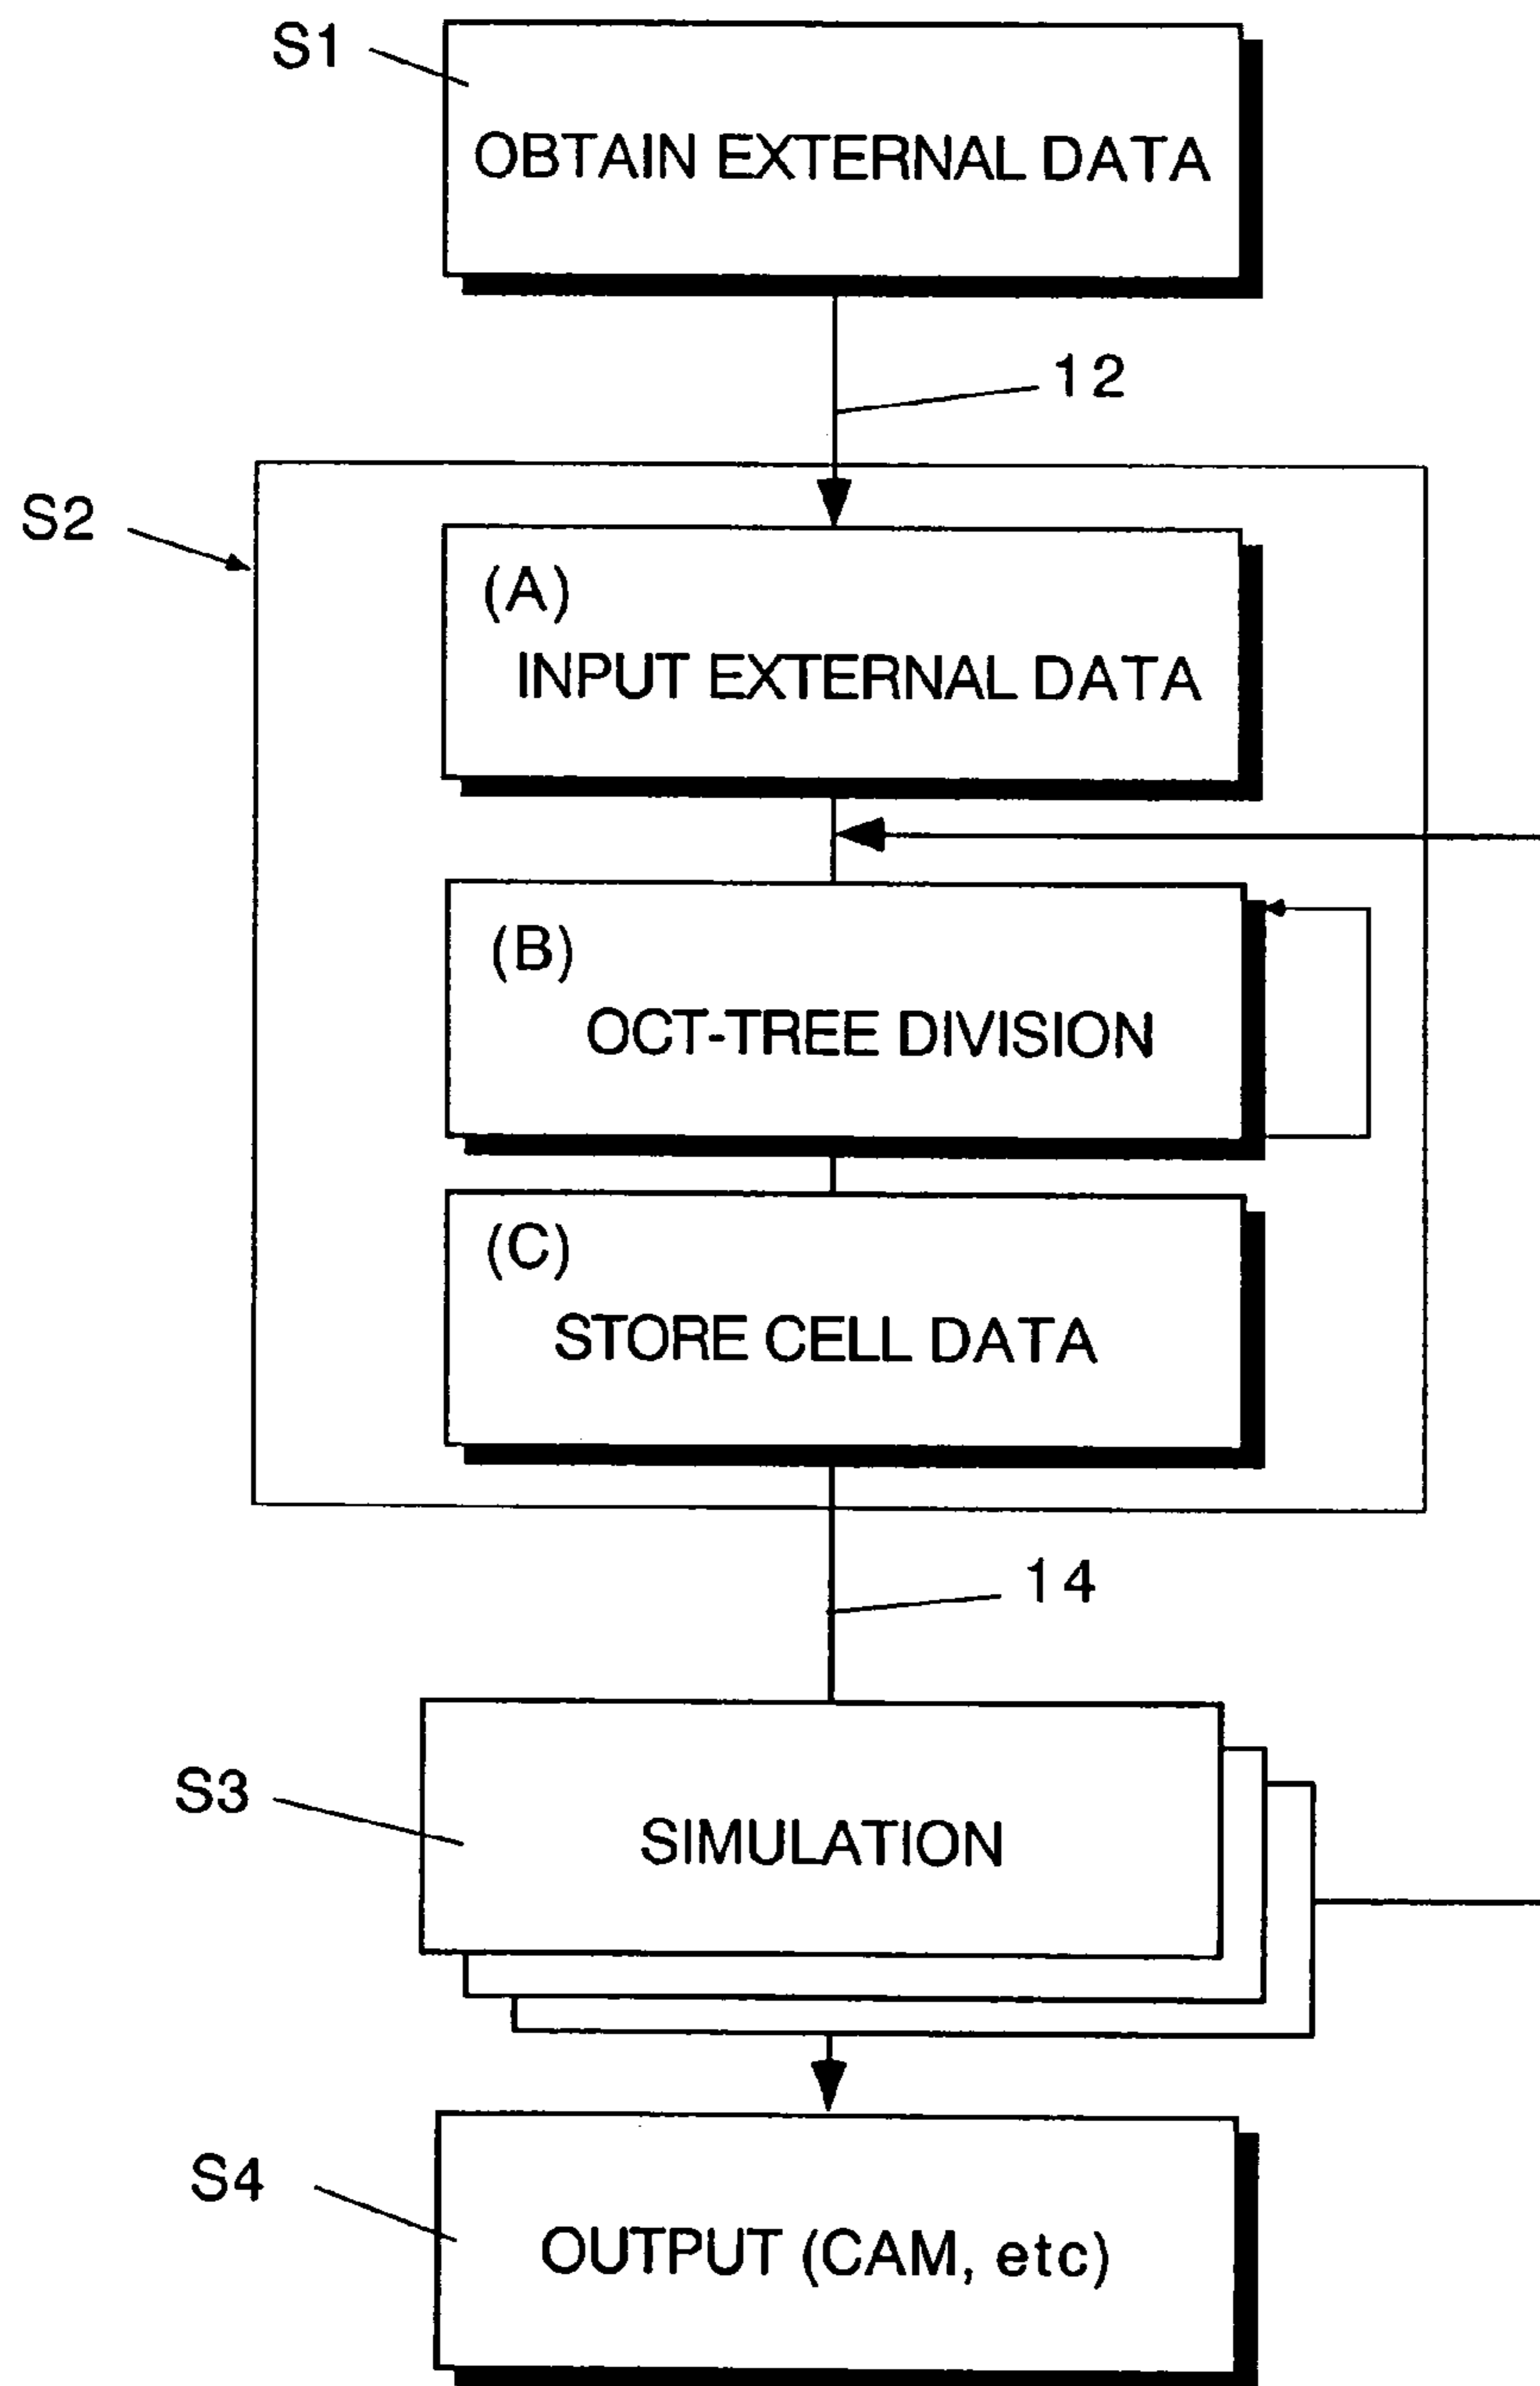 S1
OBTAIN EXTERNAL DATA
12
S2
(A)
INPUT EXTERNAL DATA
(B)
OCT-TREE DIVISION
(C)
STORE CELL DATA
14
S3
SIMULATION
S4
OUTPUT (CAM, etc)